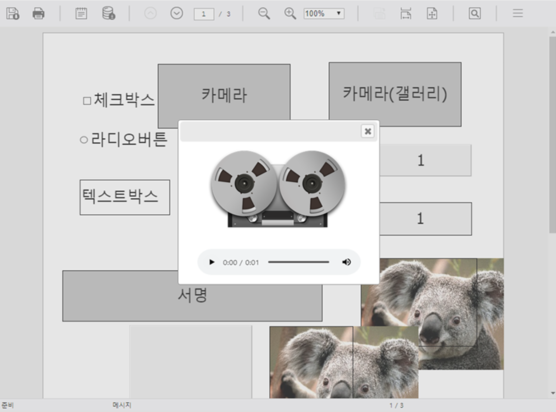 1 / 3
100%
체크박스
카메라
카메라(갤러리)
라디오버튼
1
텍스트박스
1
0:00 / 0:01
서명
준비
메시지
1 / 3